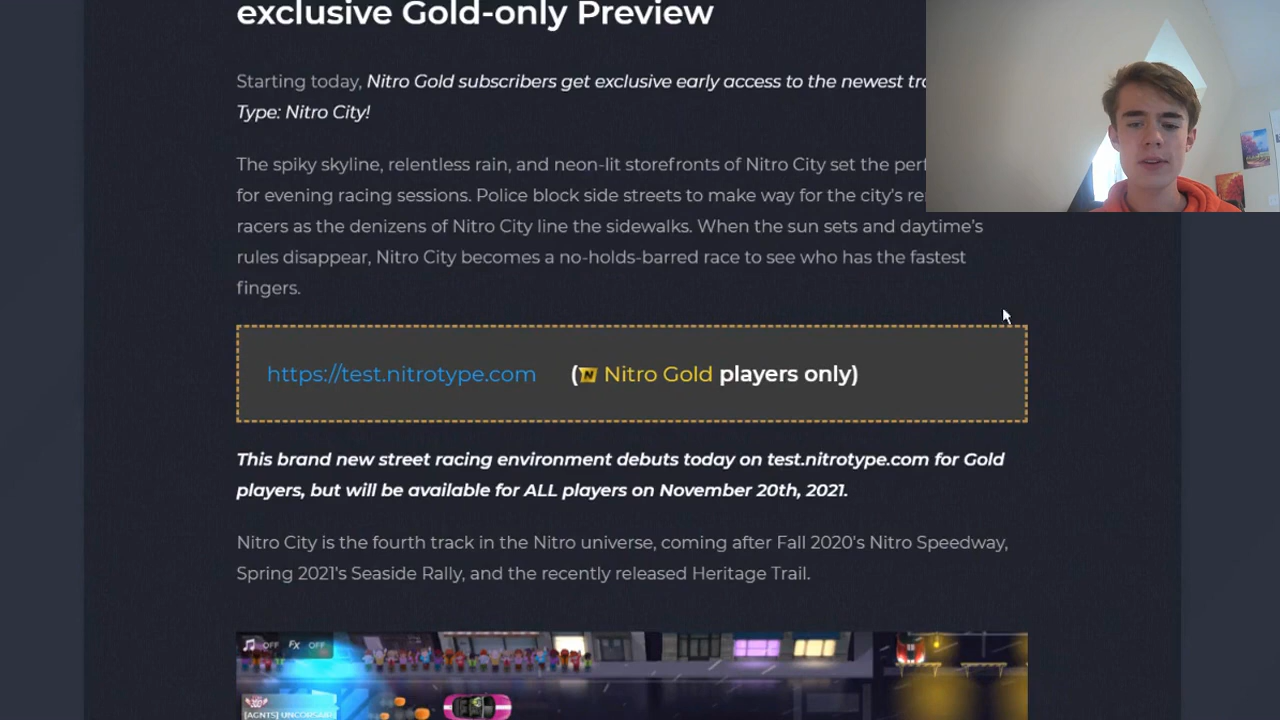 exclusive Gold-only Preview
Starting today, Nitro Gold subscribers get exclusive early access to the newest
Type: Nitro City!
The spiky skyline, relentless rain, and neon-lit storefronts of Nitro City set the
for evening racing sessions. Police block side streets to make way for the city's
racers as the denizens of Nitro City line the sidewalks. When the sun sets and daytime's
rules disappear, Nitro City becomes a no-holds-barred race to see who has the fastest
fingers.
https://test.nitrotype.com (N Nitro Gold players only)
This brand new street racing environment debuts today on test.nitrotype.com for Gold
players, but will be available for ALL players on November 20th, 2021.
Nitro City is the fourth track in the Nitro universe, coming after Fall 2020's Nitro Speedway,
Spring 2021's Seaside Rally, and the recently released Heritage Trail.
OFF Fx OFF
[AGNTS]